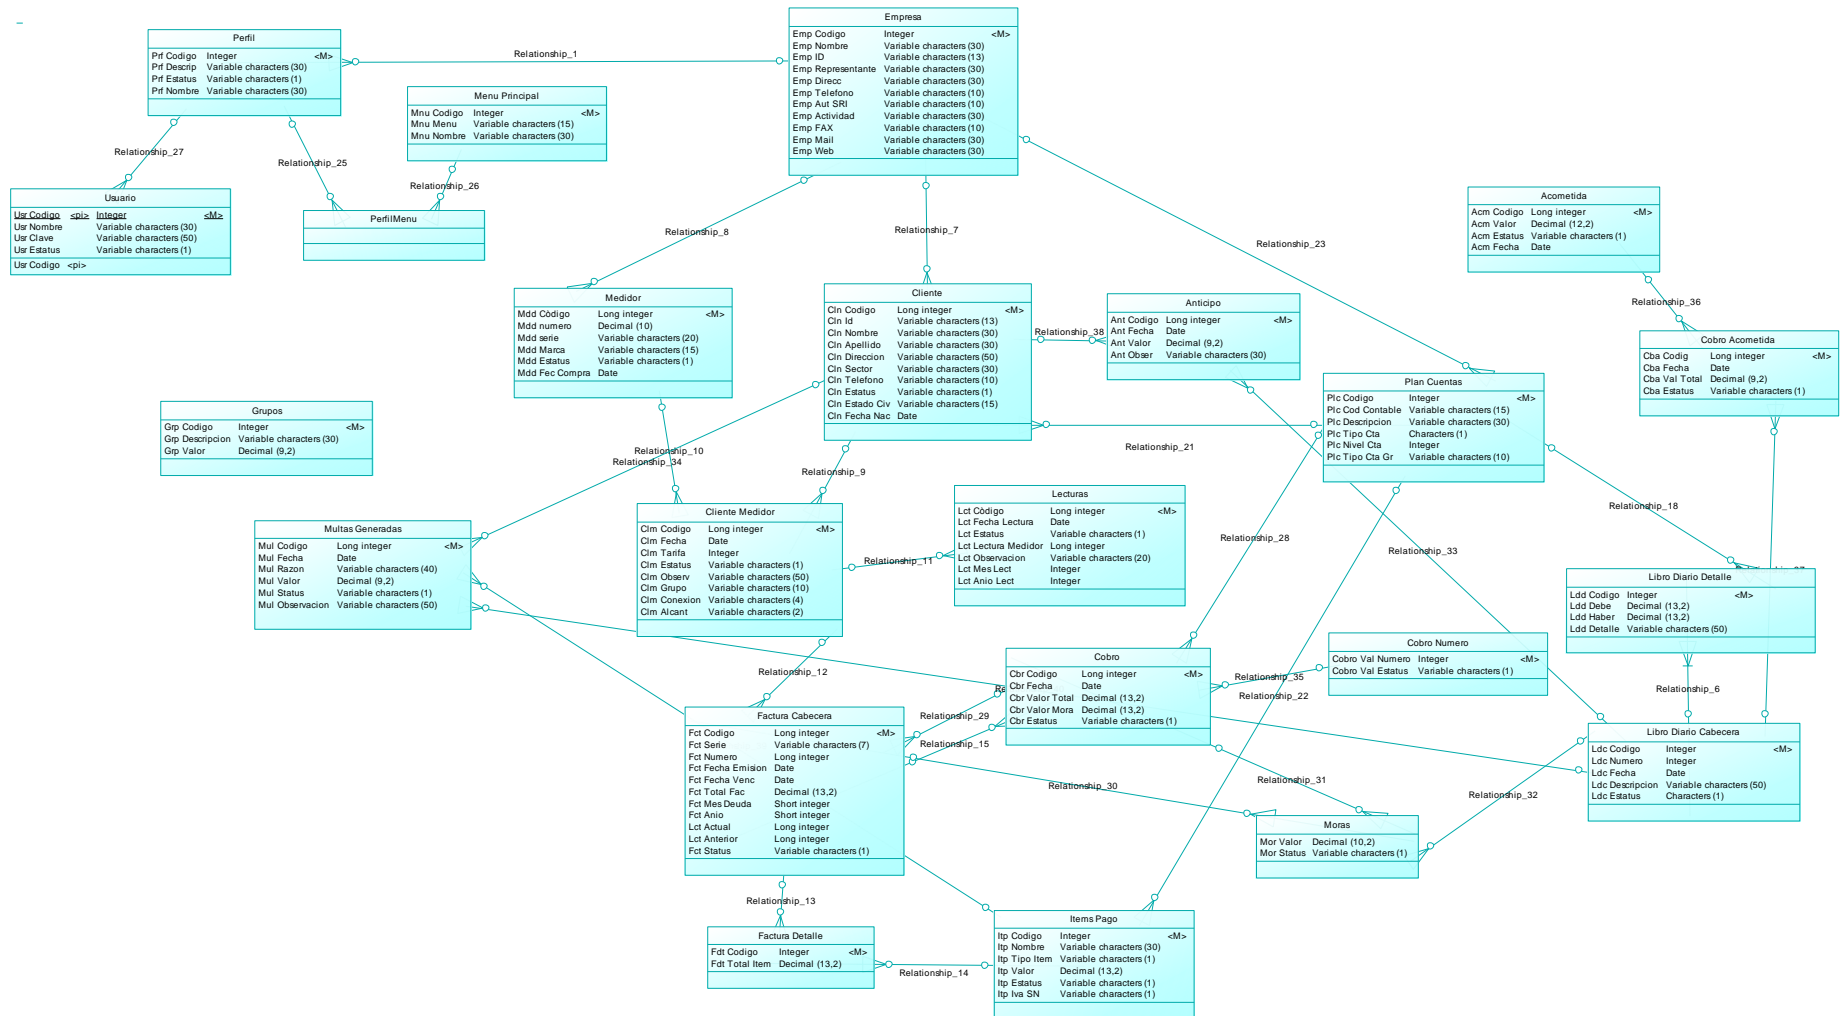 Empresa
Emp Codigo Integer <M>
Emp Nombre Variable characters (30)
Emp ID Variable characters (13)
Emp Representante Variable characters (30)
Emp Direcc Variable characters (30)
Emp Telefono Variable characters (10)
Emp Aut SRI Variable characters (10)
Emp Actividad Variable characters (30)
Emp FAX Variable characters (10)
Emp Mail Variable characters (30)
Emp Web Variable characters (30)
Perfil
Prf Codigo Integer <M>
Prf Descrip Variable characters (30)
Prf Estatus Variable characters (1)
Prf Nombre Variable characters (30)
Relationship_1
Menu Principal
Mnu Codigo Integer <M>
Mnu Menu Variable characters (15)
Mnu Nombre Variable characters (30)
Relationship_27
Relationship_25
Relationship_26
Usuario
Usr Codigo <pi> Integer <M>
Usr Nombre Variable characters (30)
Usr Clave Variable characters (50)
Usr Estatus Variable characters (1)
Usr Codigo <pi>
PerfilMenu
Relationship_8
Relationship_7
Relationship_23
Acometida
Acm Codigo Long integer <M>
Acm Valor Decimal (12,2)
Acm Estatus Variable characters (1)
Acm Fecha Date
Relationship_36
Medidor
Mdd Código Long integer <M>
Mdd numero Decimal (10)
Mdd serie Variable characters (20)
Mdd Marca Variable characters (15)
Mdd Estatus Variable characters (1)
Mdd Fec Compra Date
Cliente
Cln Codigo Long integer <M>
Cln Id Variable characters (13)
Cln Nombre Variable characters (30)
Cln Apellido Variable characters (30)
Cln Direccion Variable characters (50)
Cln Sector Variable characters (30)
Cln Telefono Variable characters (10)
Cln Estatus Variable characters (1)
Cln Estado Civ Variable characters (15)
Cln Fecha Nac Date
Relationship_38
Anticipo
Ant Codigo Long integer <M>
Ant Fecha Date
Ant Valor Decimal (9,2)
Ant Obser Variable characters (30)
Cobro Acometida
Cba Codig Long integer <M>
Cba Fecha Date
Cba Val Total Decimal (9,2)
Cba Estatus Variable characters (1)
Plan Cuentas
Plc Codigo Integer <M>
Plc Cod Contable Variable characters (15)
Plc Descripcion Variable characters (30)
Plc Tipo Cta Characters (1)
Plc Nivel Cta Integer
Plc Tipo Cta Gr Variable characters (10)
Grupos
Grp Codigo Integer <M>
Grp Descripcion Variable characters (30)
Grp Valor Decimal (9,2)
Relationship_10
Relationship_34
Relationship_9
Relationship_21
Relationship_18
Relationship_28
Relationship_33
Multas Generadas
Mul Codigo Long integer <M>
Mul Fecha Date
Mul Razon Variable characters (40)
Mul Valor Decimal (9,2)
Mul Status Variable characters (1)
Mul Observacion Variable characters (50)
Cliente Medidor
Clm Codigo Long integer <M>
Clm Fecha Date
Clm Tarifa Integer
Clm Estatus Variable characters (1)
Clm Observ Variable characters (50)
Clm Grupo Variable characters (10)
Clm Conexion Variable characters (4)
Clm Alcant Variable characters (2)
Relationship_11
Lecturas
Lct Código Long integer <M>
Lct Fecha Lectura Date
Lct Estatus Variable characters (1)
Lct Lectura Medidor Long integer
Lct Observacion Variable characters (20)
Lct Mes Lect Integer
Lct Anio Lect Integer
Libro Diario Detalle
Ldd Codigo Integer <M>
Ldd Debe Decimal (13,2)
Ldd Haber Decimal (13,2)
Ldd Detalle Variable characters (50)
Relationship_12
Cobro
Cbr Codigo Long integer <M>
Cbr Fecha Date
Cbr Valor Total Decimal (13,2)
Cbr Valor Mora Decimal (13,2)
Cbr Estatus Variable characters (1)
Relationship_35
Cobro Numero
Cobro Val Numero Integer <M>
Cobro Val Estatus Variable characters (1)
Relationship_22
Relationship_6
Relationship_29
Relationship_15
Factura Cabecera
Fct Codigo Long integer <M>
Fct Serie Variable characters (7)
Fct Numero Long integer
Fct Fecha Emision Date
Fct Fecha Venc Date
Fct Total Fac Decimal (13,2)
Fct Mes Deuda Short integer
Fct Anio Short integer
Lct Actual Long integer
Lct Anterior Long integer
Fct Status Variable characters (1)
Libro Diario Cabecera
Ldc Codigo Integer <M>
Ldc Numero Integer
Ldc Fecha Date
Ldc Descripcion Variable characters (50)
Ldc Estatus Characters (1)
Relationship_30
Relationship_31
Relationship_32
Moras
Mor Valor Decimal (10,2)
Mor Status Variable characters (1)
Relationship_13
Factura Detalle
Fdt Codigo Integer <M>
Fdt Total Item Decimal (13,2)
Relationship_14
Items Pago
Itp Codigo Integer <M>
Itp Nombre Variable characters (30)
Itp Tipo Item Variable characters (1)
Itp Valor Decimal (13,2)
Itp Estatus Variable characters (1)
Itp Iva SN Variable characters (1)